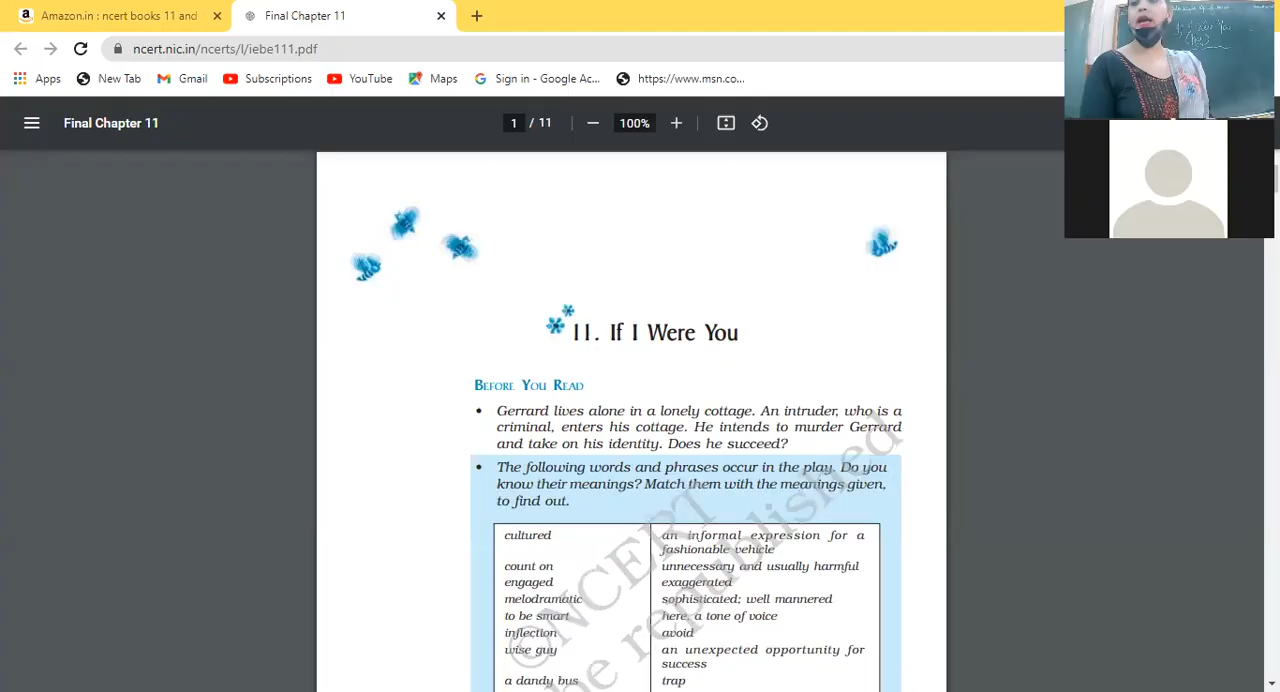 Amazon.in : ncert books 11 and
Final Chapter 11
ncert.nic.in/ncerts/l/iebe111.pdf
Apps
New Tab
Gmail
Subscriptions
YouTube
Maps
Sign in - Google Ac...
https://www.msn.co...
Final Chapter 11
1 / 11
100%
11. If I Were You
BEFORE YOU READ
• Gerrard lives alone in a lonely cottage. An intruder, who is a
criminal, enters his cottage. He intends to murder Gerrard
and take on his identity. Does he succeed?
• The following words and phrases occur in the play. Do you
know their meanings? Match them with the meanings given,
to find out.
cultured
an informal expression for a
fashionable vehicle
count on
unnecessary and usually harmful
engaged
exaggerated
melodramatic
sophisticated; well mannered
to be smart
here, a tone of voice
inflection
avoid
wise guy
an unexpected opportunity for
success
a dandy bus
trap
©NCERT
be republished